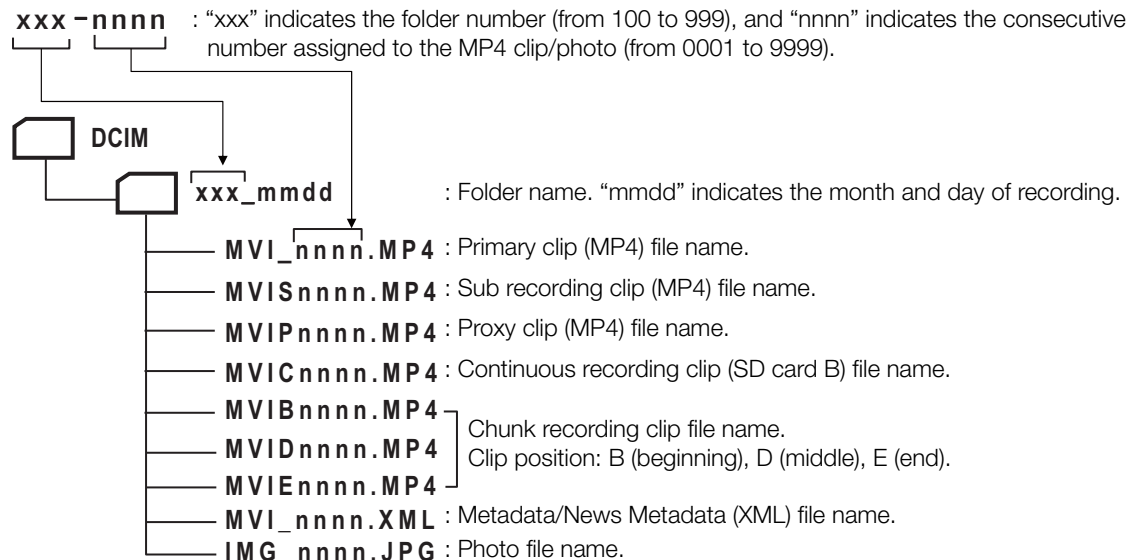 xxx-nnnn : “xxx” indicates the folder number (from 100 to 999), and “nnnn” indicates the consecutive
number assigned to the MP4 clip/photo (from 0001 to 9999).
DCIM
xxx_mmdd : Folder name. “mmdd” indicates the month and day of recording.
MVI_nnnn.MP4 : Primary clip (MP4) file name.
MVISnnnn.MP4 : Sub recording clip (MP4) file name.
MVIPnnnn.MP4 : Proxy clip (MP4) file name.
MVICnnnn.MP4 : Continuous recording clip (SD card B) file name.
MVIBnnnn.MP4
Chunk recording clip file name.
MVIDnnnn.MP4
Clip position: B (beginning), D (middle), E (end).
MVIEnnnn.MP4
MVI_nnnn.XML : Metadata/News Metadata (XML) file name.
IMG_nnnn.JPG : Photo file name.